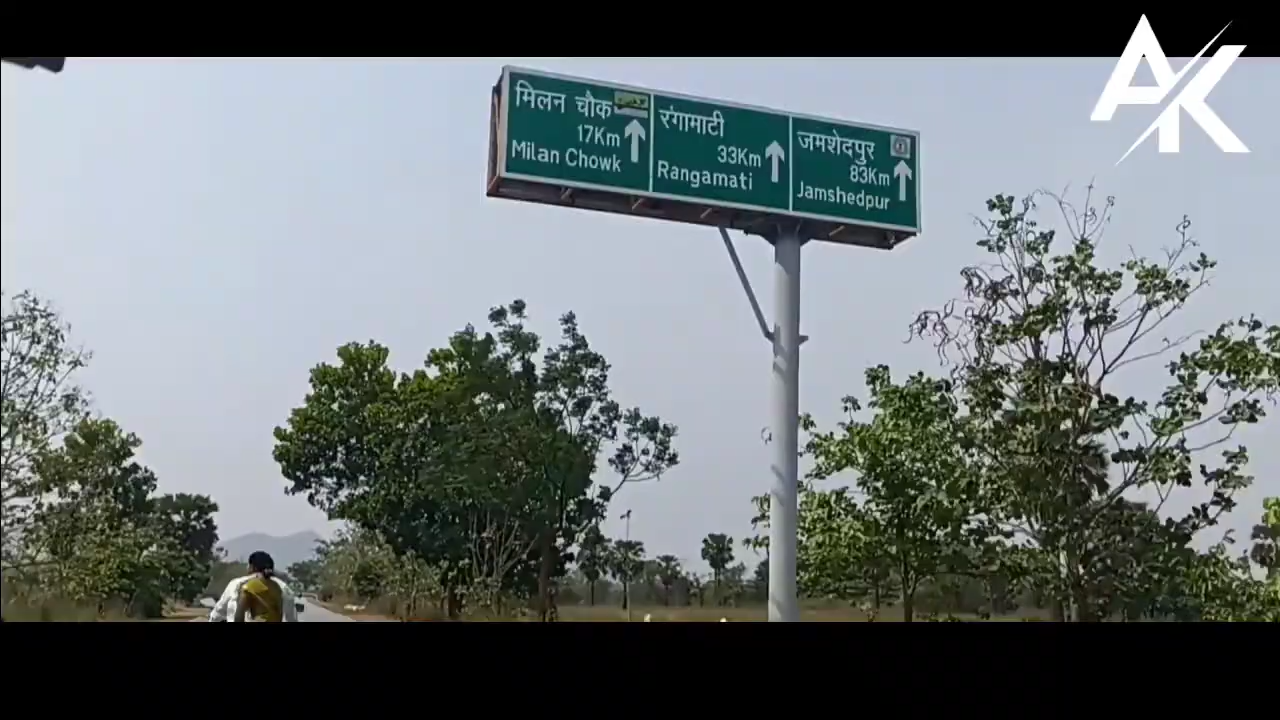 मिलन चौक
17Km
Milan Chowk
रंगामाटी
33Km
Rangamati
जमशेदपुर
83Km
Jamshedpur
AK